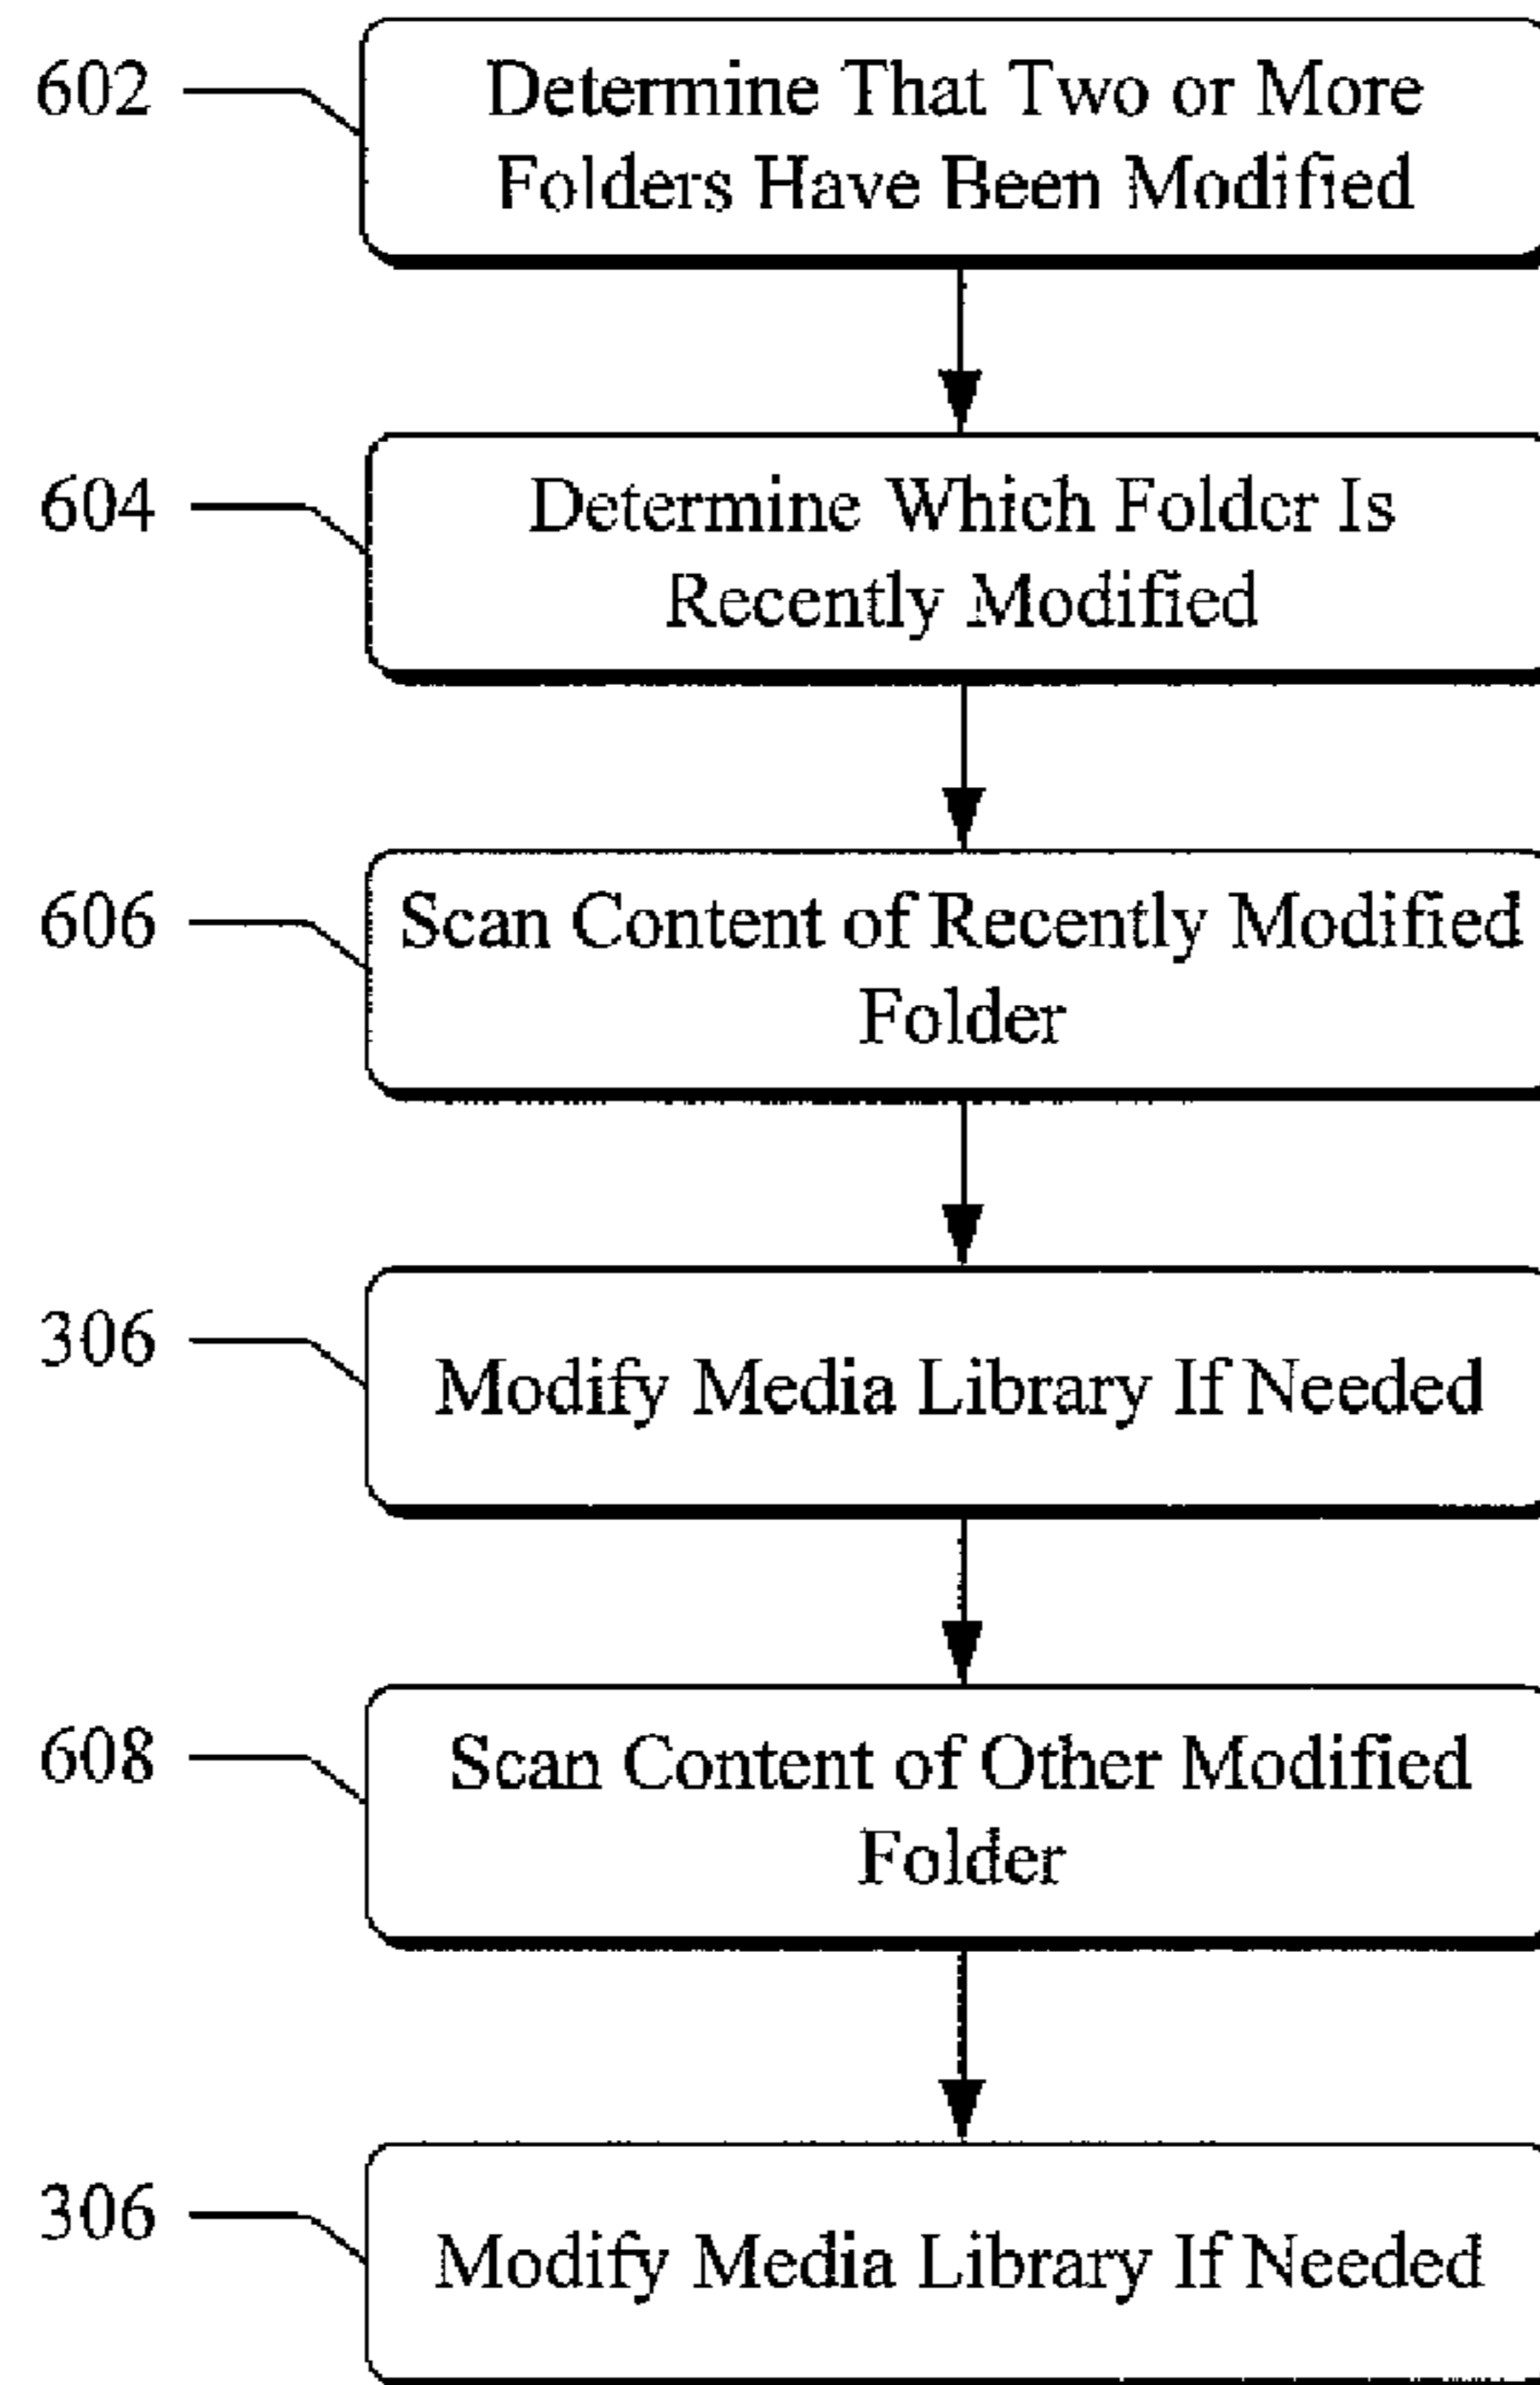 602
Determine That Two or More
Folders Have Been Modified
604
Determine Which Folder Is
Recently Modified
606
Scan Content of Recently Modified
Folder
306
Modify Media Library If Needed
608
Scan Content of Other Modified
Folder
306
Modify Media Library If Needed